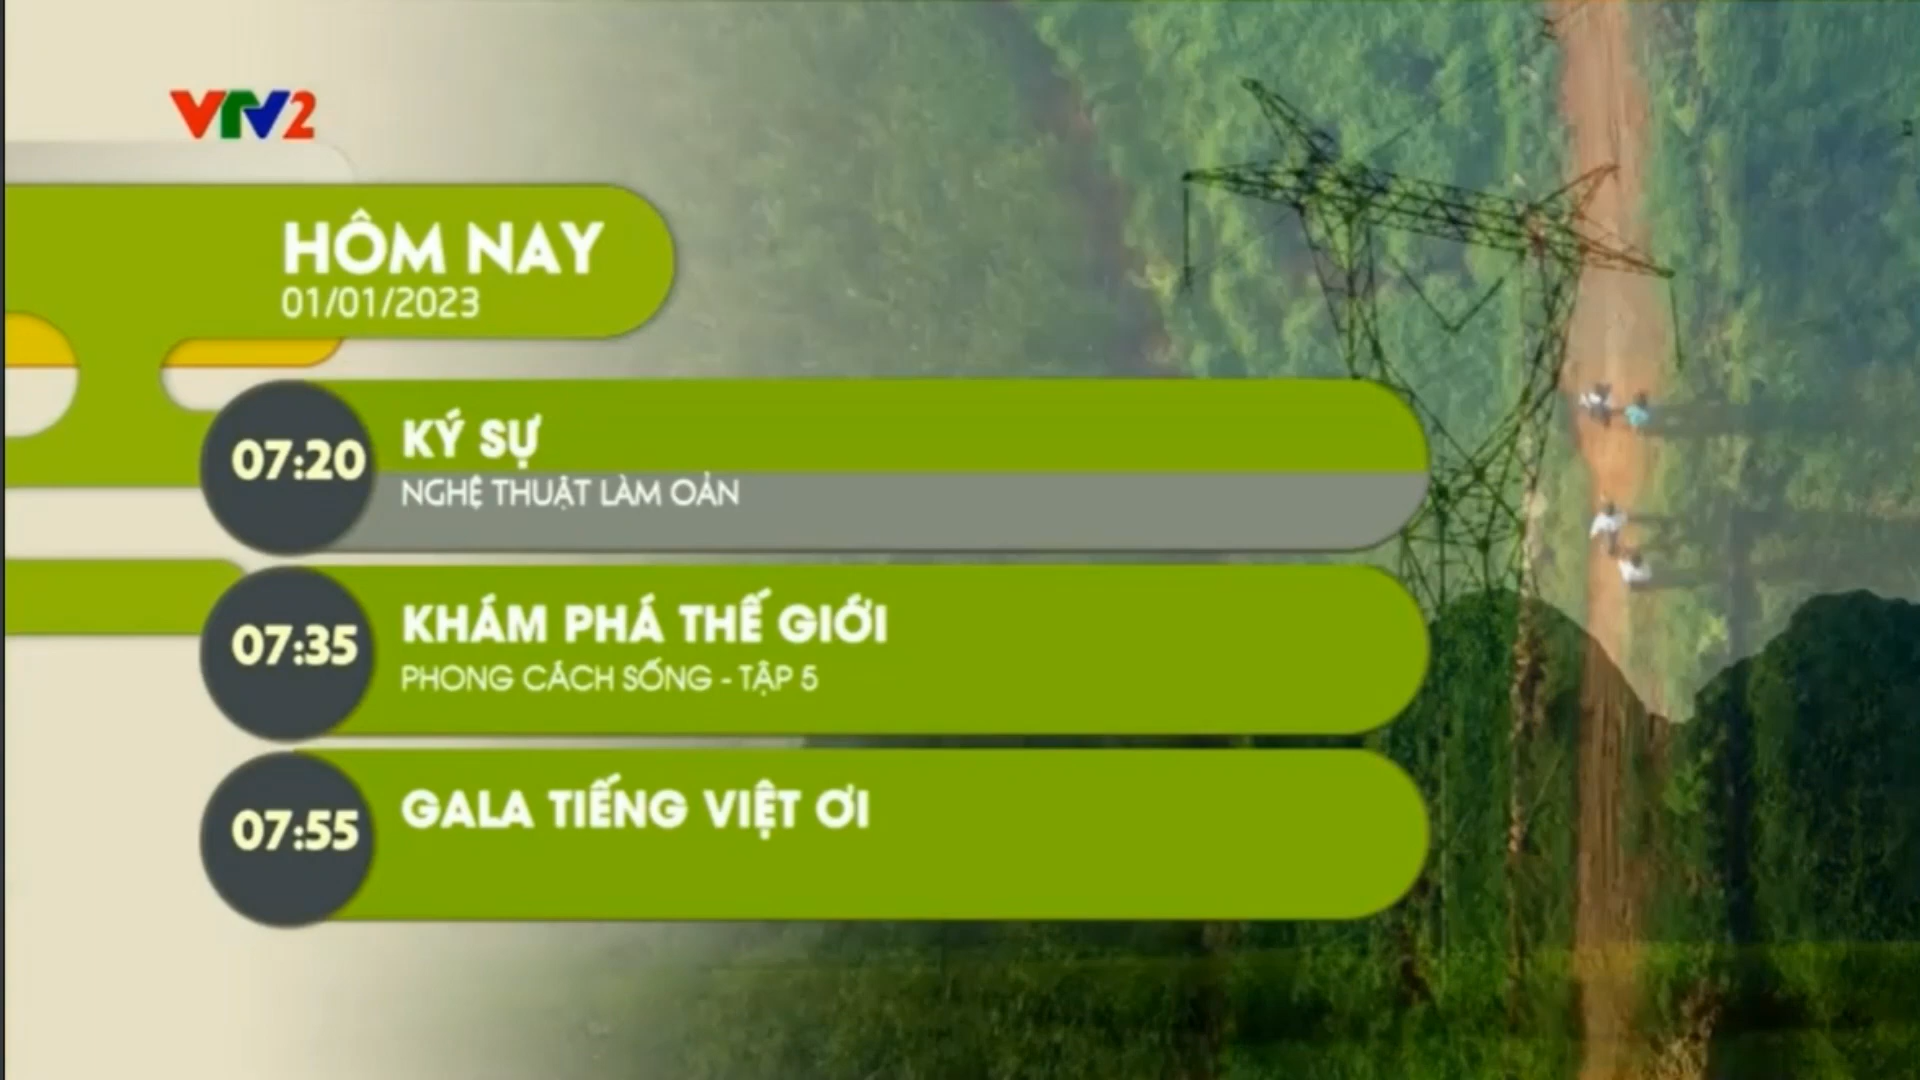 VTV2
HÔM NAY
01/01/2023
07:20
KÝ SỰ
NGHỆ THUẬT LÀM OẢN
07:35
KHÁM PHÁ THẾ GIỚI
PHONG CÁCH SỐNG - TẬP 5
07:55
GALA TIẾNG VIỆT ƠI